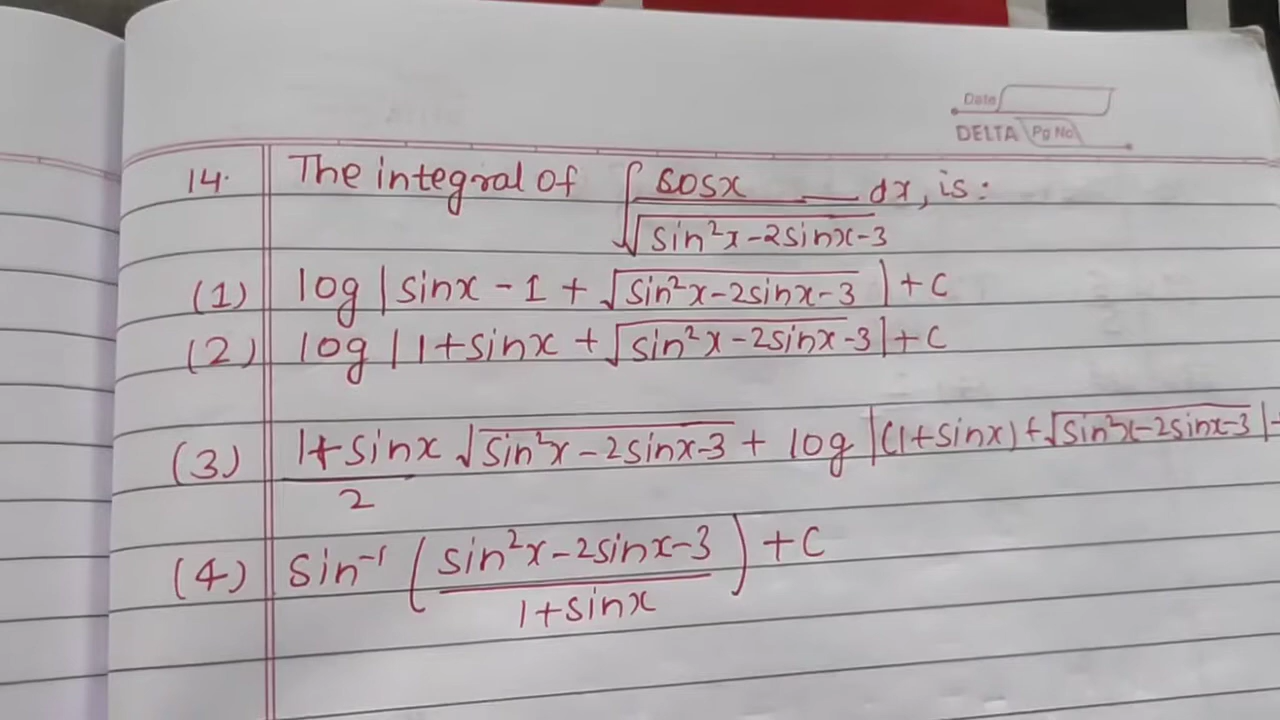 Date
DELTA Pg No
14. The integral of ∫ cosx / √(sin²x-2sinx-3) dx, is:
(1) log |sinx - 1 + √(sin²x-2sinx-3)| + c
(2) log |1+sinx + √(sin²x-2sinx-3)| + c
(3) (1+sinx)/2 √(sin²x-2sinx-3) + log |(1+sinx) + √(sin²x-2sinx-3)| +
(4) Sin⁻¹ ((sin²x-2sinx-3)/(1+sinx)) + c